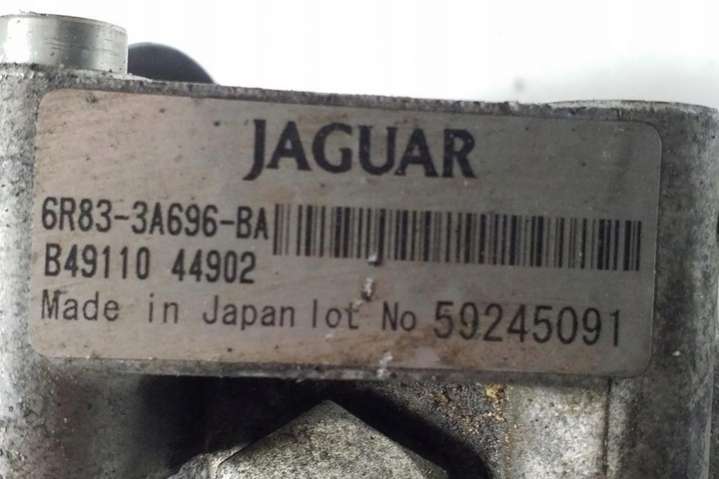 JAGUAR
6R83-3A696-BA
B49110 44902
Made in Japan lot No 59245091